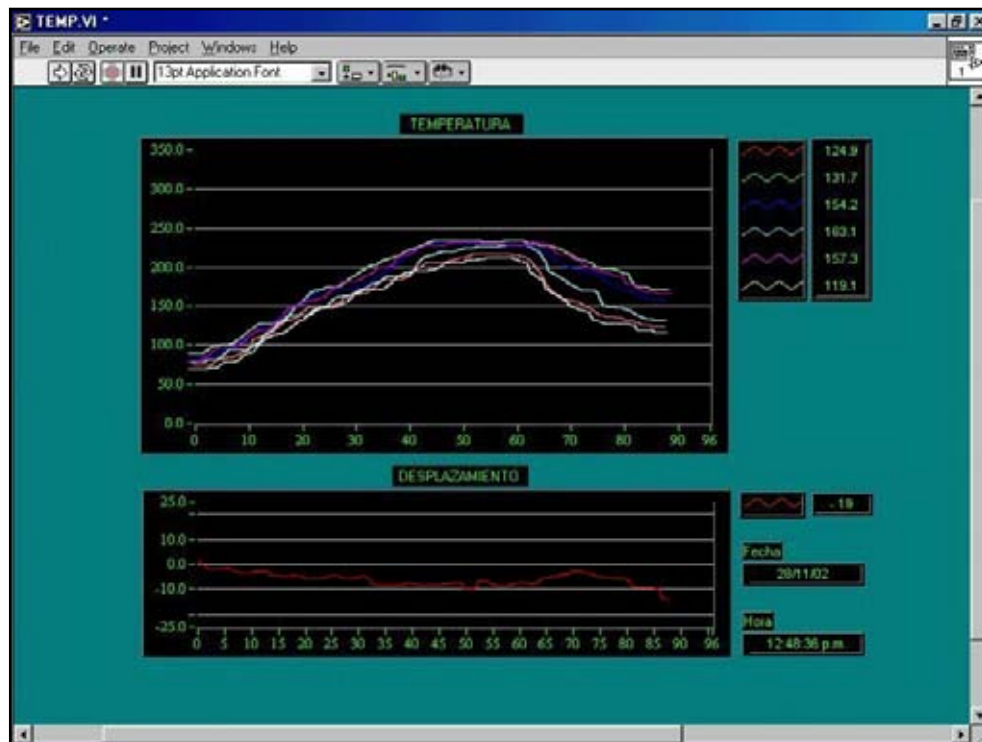 TEMP.VI *
File Edit Operate Project Windows Help
13pt Application Font
1
TEMPERATURA
350.0
300.0
250.0
200.0
150.0
100.0
50.0
0.0
0 10 20 30 40 50 60 70 80 90 96
124.9
131.7
154.2
163.1
157.3
119.1
DESPLAZAMIENTO
25.0
10.0
0.0
-10.0
-25.0
0 5 10 15 20 25 30 35 40 45 50 55 60 65 70 75 80 85 90 96
Fecha
28/11/02
Hora
12:48:36 p.m.